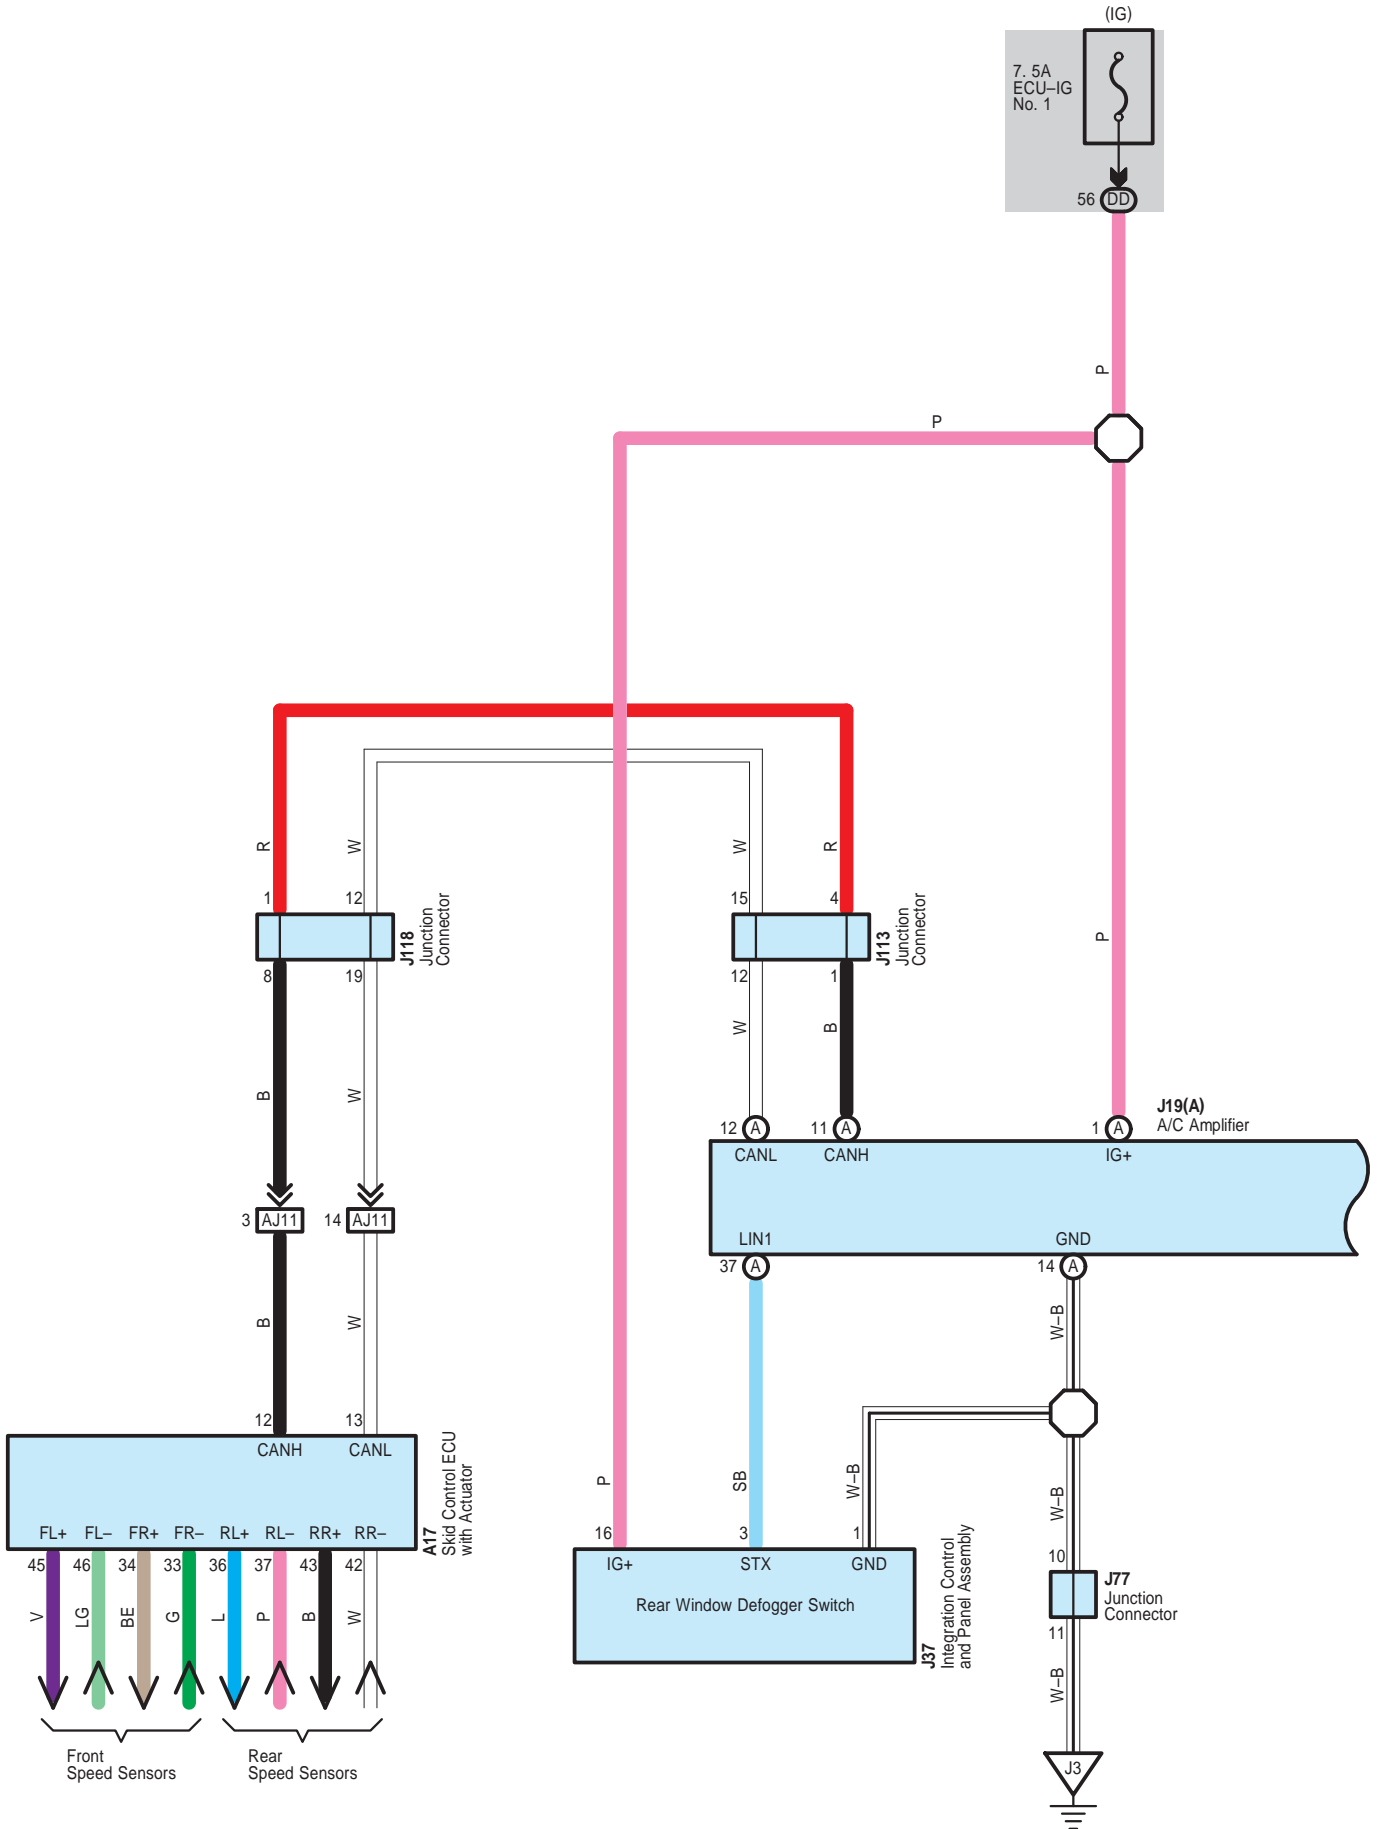 (IG)
7. 5A
ECU–IG
No. 1
56 DD
P
P
R
W
W
R
1
12
15
4
J118
Junction
Connector
J113
Junction
Connector
P
8
19
12
1
W
B
B
W
J19(A)
A/C Amplifier
12 A
11 A
1 A
CANL
CANH
IG+
3 AJ11
14 AJ11
LIN1
GND
37 A
14 A
B
W
W–B
12
13
CANH
CANL
A17
Skid Control ECU
with Actuator
P
SB
W–B
W–B
FL+
FL–
FR+
FR–
RL+
RL–
RR+
RR–
16
3
1
45
46
34
33
36
37
43
42
IG+
STX
GND
10
J77
Junction
Connector
11
Rear Window Defogger Switch
J37
Integration Control
and Panel Assembly
V
LG
BE
G
L
P
B
W
W–B
Front
Speed Sensors
Rear
Speed Sensors
J3